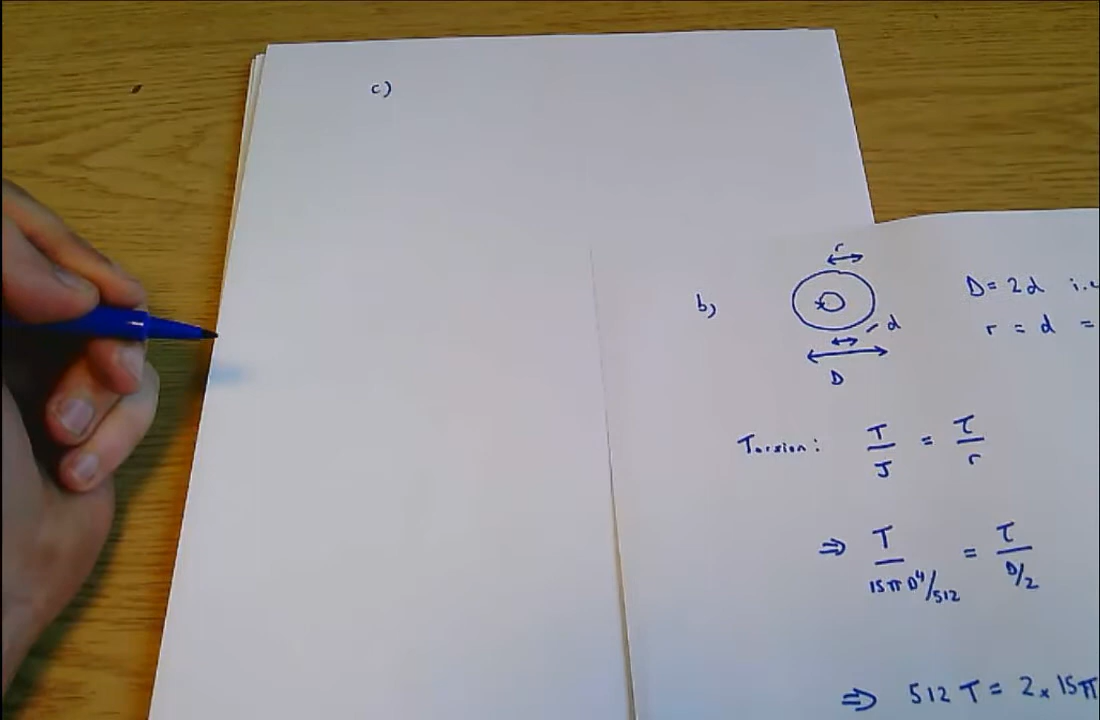 c)
r
b) D = 2d i.e
r = d =
d
D
Torsion: T/J = τ/r
⇒ T/(15πD⁴/512) = τ/(D/2)
⇒ 512 T = 2 × 15π